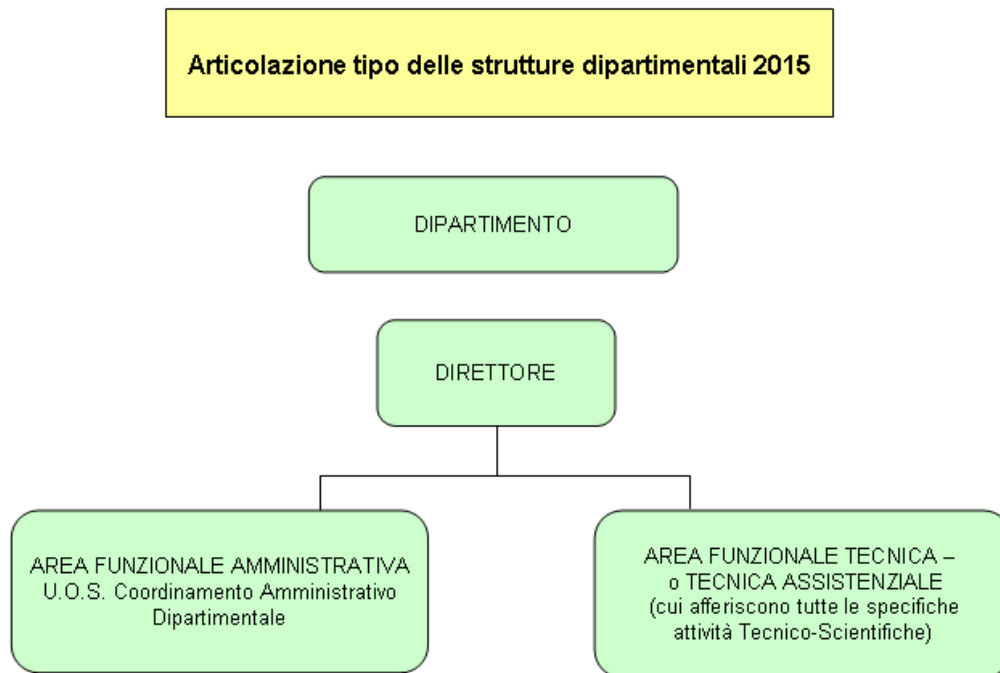 Articolazione tipo delle strutture dipartimentali 2015
DIPARTIMENTO
DIRETTORE
AREA FUNZIONALE AMMINISTRATIVA
U.O.S. Coordinamento Amministrativo
Dipartimentale
AREA FUNZIONALE TECNICA –
o TECNICA ASSISTENZIALE
(cui afferiscono tutte le specifiche
attività Tecnico-Scientifiche)